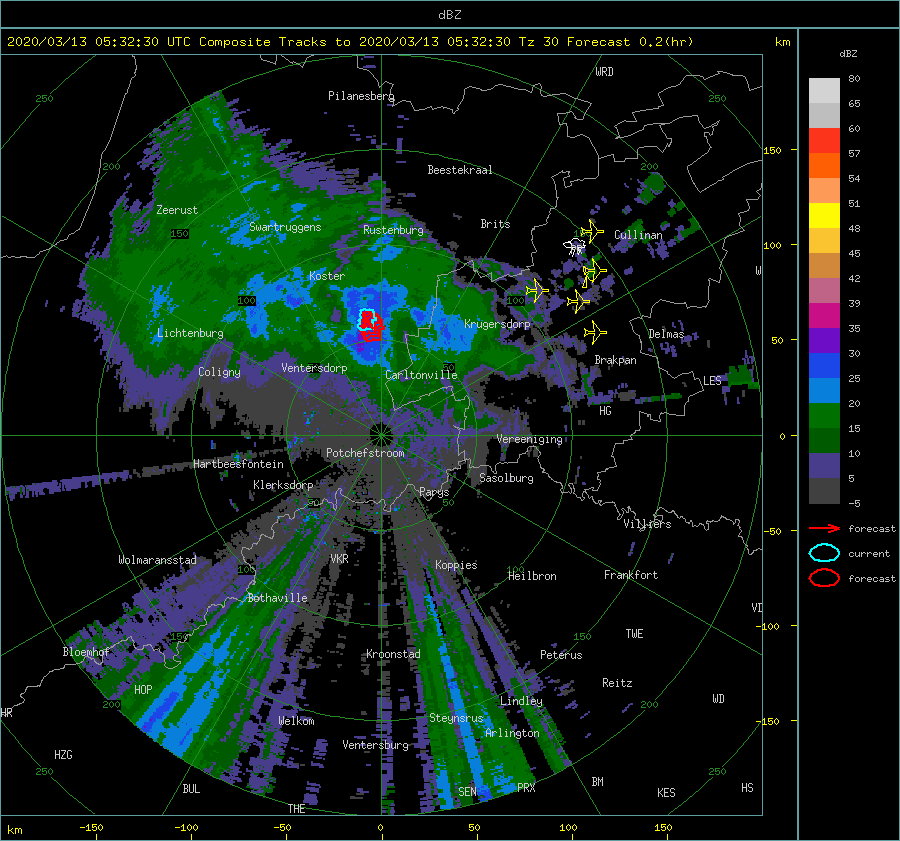 dBZ
2020/03/13 05:32:30 UTC Composite Tracks to 2020/03/13 05:32:30 Tz 30 Forecast 0.2(hr)
km
dBZ
WRD
80
250
Pilanesberg
250
65
60
150
57
200
Beestekraal
200
54
Zeerust
51
Swartruggens
Rustenburg
Brits
150
Cullinan
48
100
Koster
45
42
100
100
39
Lichtenburg
Krugersdorp
Delmas
35
50
30
Coligny
Ventersdorp
Carltonville
50
Brakpan
LES
25
HG
20
0
15
Vereeniging
Potchefstroom
10
Hartbeesfontein
Klerksdorp
Parys
Sasolburg
5
50
50
-5
Villiers
forecast
-50
current
Wolmaransstad
VKR
Koppies
Heilbron
Frankfort
forecast
100
100
Bothaville
-100
150
150
TWE
Bloemhof
Kroonstad
Peterus
HOP
Reitz
200
Lindley
200
WD
HR
Welkom
Steynsrus
Arlington
-150
Ventersburg
HZG
250
250
BUL
THE
SEN
PRX
BM
KES
HS
km
-150
-100
-50
0
50
100
150